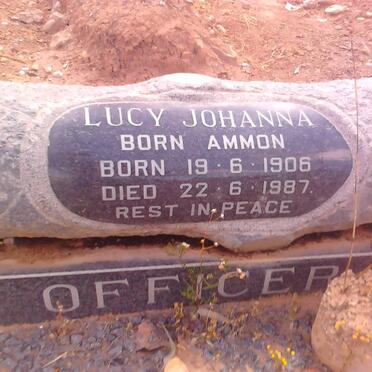 LUCY JOHANNA
BORN AMMON
BORN 19·6·1906
DIED 22·6·1987.
REST IN PEACE
OFFICER